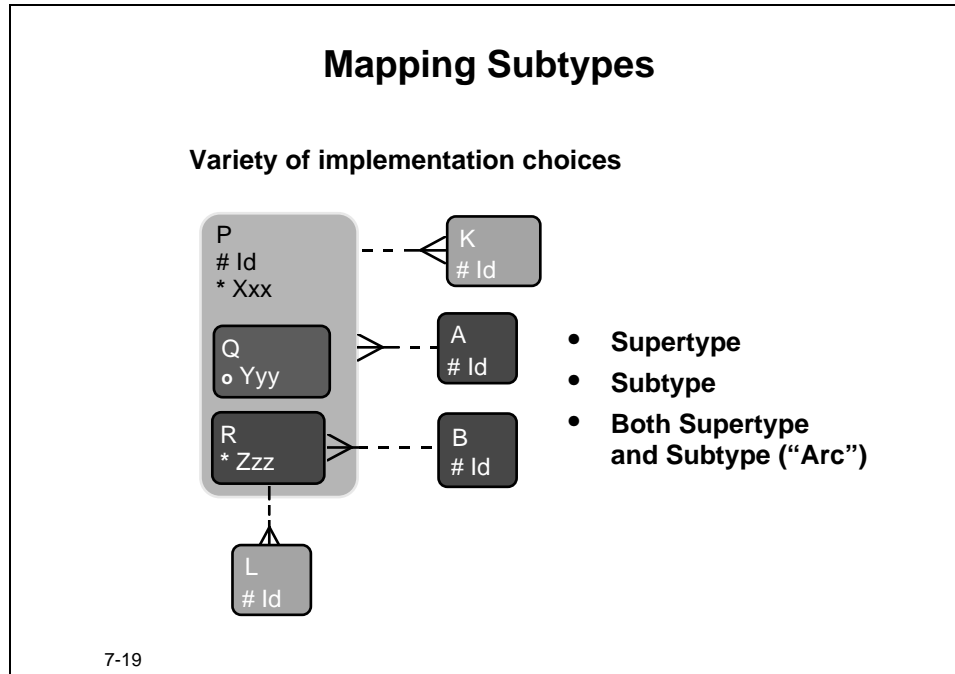 Mapping Subtypes
Variety of implementation choices
P
# Id
* Xxx
Q
o Yyy
R
* Zzz
K
# Id
A
# Id
B
# Id
L
# Id
• Supertype
• Subtype
• Both Supertype
and Subtype (“Arc”)
7-19